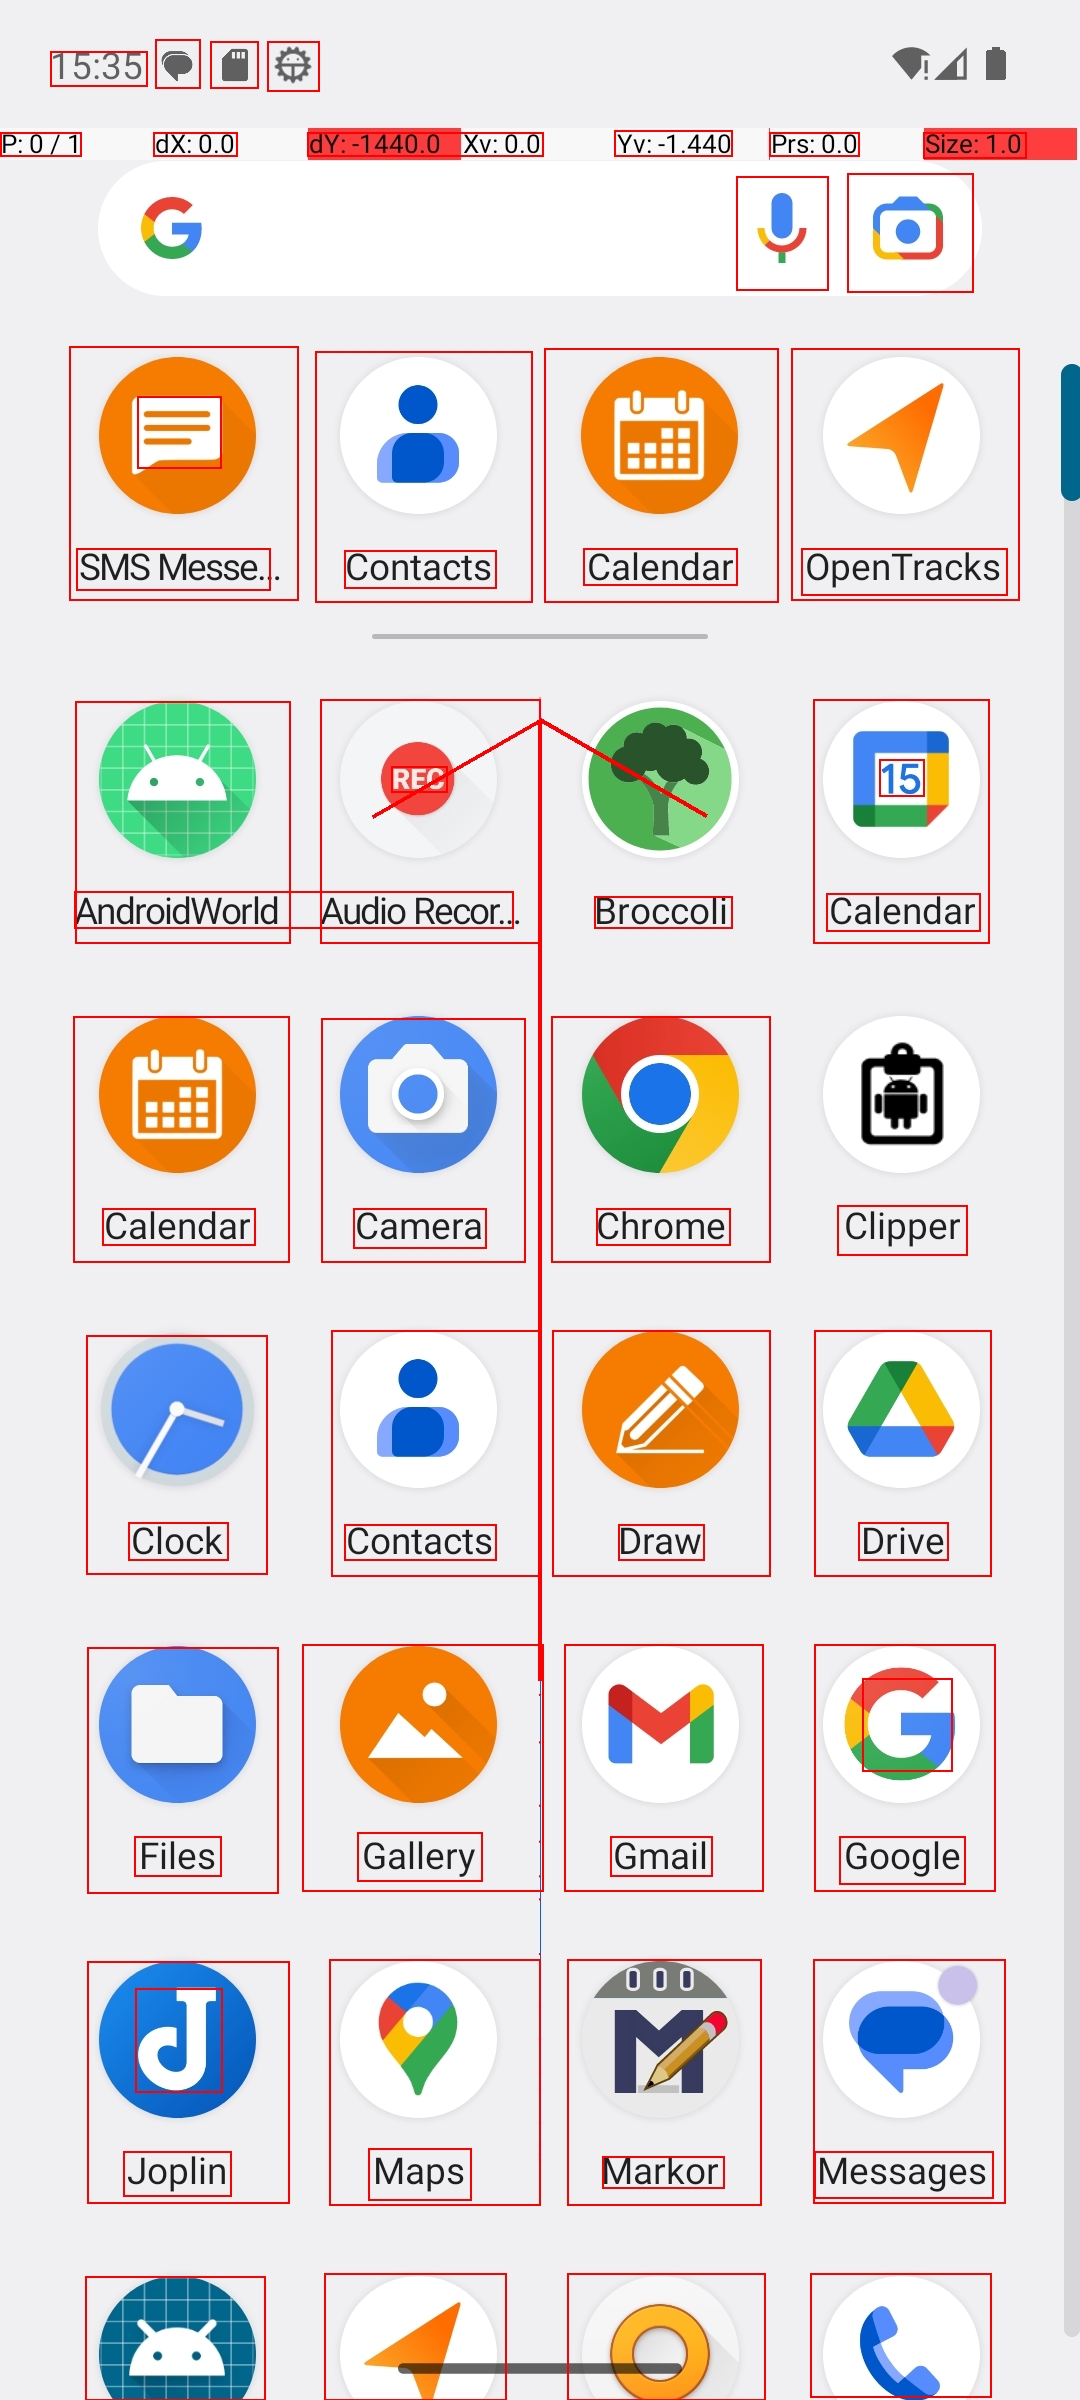 15:35
P: 0 / 1 dX: 0.0 dY: -1440.0 Xv: 0.0 Yv: -1.440 Prs: 0.0 Size: 1.0
SMS Messe... Contacts Calendar OpenTracks
REC 15
AndroidWorld Audio Recor... Broccoli Calendar
Calendar Camera Chrome Clipper
Clock Contacts Draw Drive
Files Gallery Gmail Google
Joplin Maps Markor Messages